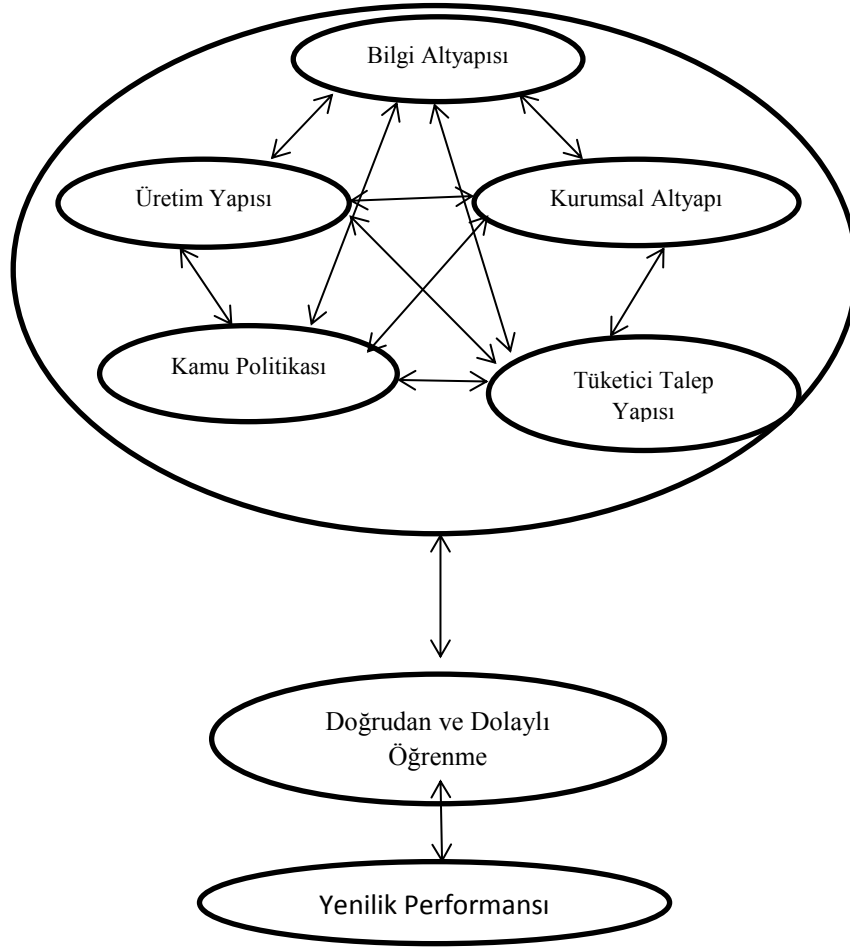 Bilgi Altyapısı
Üretim Yapısı
Kurumsal Altyapı
Kamu Politikası
Tüketici Talep
Yapısı
Doğrudan ve Dolaylı
Öğrenme
Yenilik Performansı